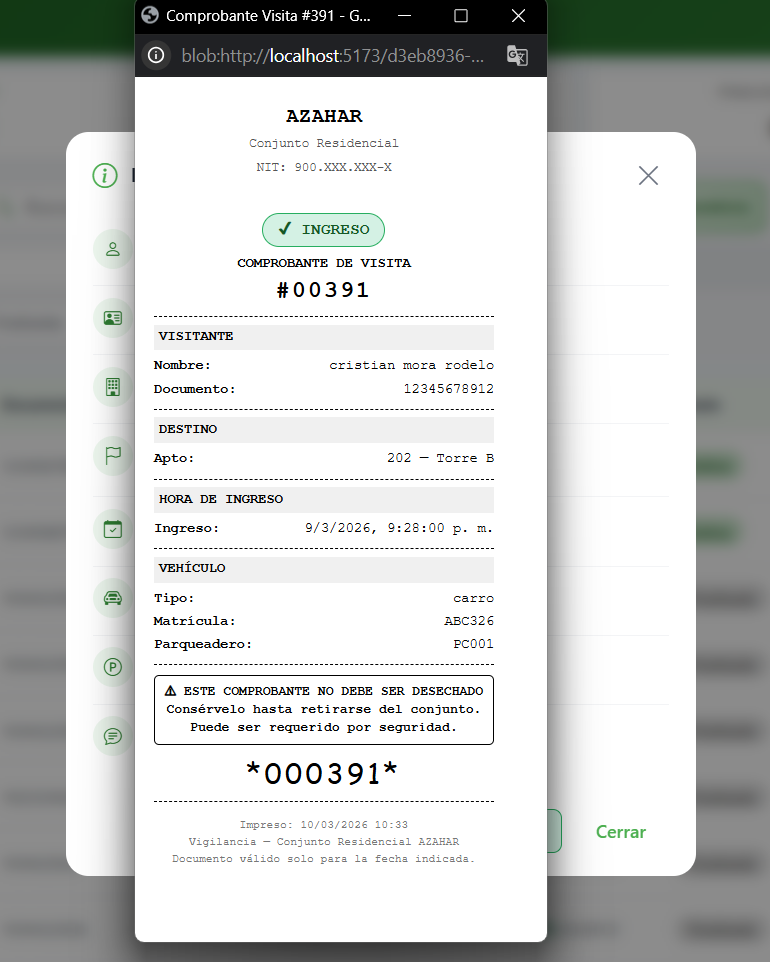 Comprobante Visita #391 - G...
blob:http://localhost:5173/d3eb8936-...
AZAHAR
Conjunto Residencial
NIT: 900.XXX.XXX-X
✔ INGRESO
COMPROBANTE DE VISITA
#00391
VISITANTE
Nombre: cristian mora rodelo
Documento: 12345678912
DESTINO
Apto: 202 — Torre B
HORA DE INGRESO
Ingreso: 9/3/2026, 9:28:00 p. m.
VEHÍCULO
Tipo: carro
Matrícula: ABC326
Parqueadero: PC001
⚠ ESTE COMPROBANTE NO DEBE SER DESECHADO
Consérvelo hasta retirarse del conjunto.
Puede ser requerido por seguridad.
*000391*
Impreso: 10/03/2026 10:33
Vigilancia — Conjunto Residencial AZAHAR
Documento válido solo para la fecha indicada.
Cerrar